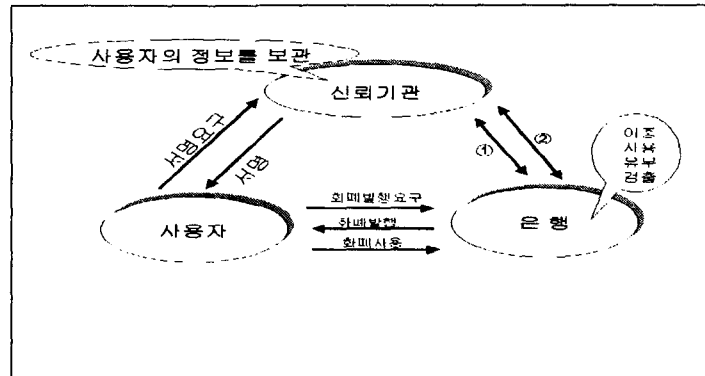 사용자의 정보를 보관
신뢰기관
서명요구
서명
①
②
이중
사용
유무
검출
화폐발행요구
화폐발행
화폐사용
사용자
은 행